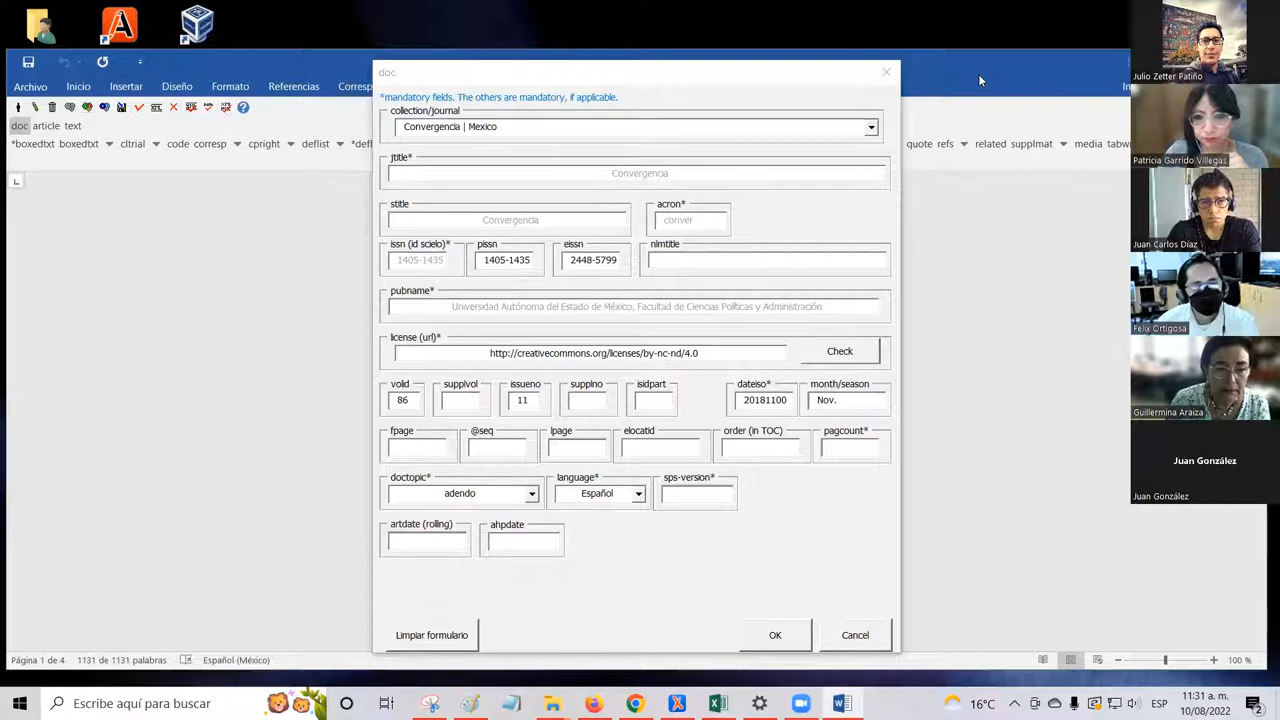 Archivo Inicio Insertar Diseño Formato Referencias Corresp
doc article text
*boxedtxt boxedtxt cltrial code corresp cpright deflist
quote refs related supplmat media
doc
*mandatory fields. The others are mandatory, if applicable.
collection/journal
Convergencia | Mexico
jtitle*
Convergencia
stitle acron*
Convergencia conver
issn (id scielo)* pissn eissn nlmtitle
1405-1435 1405-1435 2448-5799
pubname*
Universidad Autónoma del Estado de México, Facultad de Ciencias Políticas y Administración
license (url)*
http://creativecommons.org/licenses/by-nc-nd/4.0 Check
volid supplvol issueno supplno isidpart dateiso* month/season
86 11 20181100 Nov.
fpage @seq lpage elocatid order (in TOC) pagcount*
doctopic* language* sps-version*
adendo Español
artdate (rolling) ahpdate
Limpiar formulario OK Cancel
Julio Zetter Patiño
Patricia Garrido Villegas
Juan Carlos Díaz
Felix Ortigosa
Guillermina Araiza
Juan González
Juan González
Página 1 de 4 1131 de 1131 palabras Español (México) 100 %
Escribe aquí para buscar 16°C ESP 11:31 a. m.
10/08/2022 2